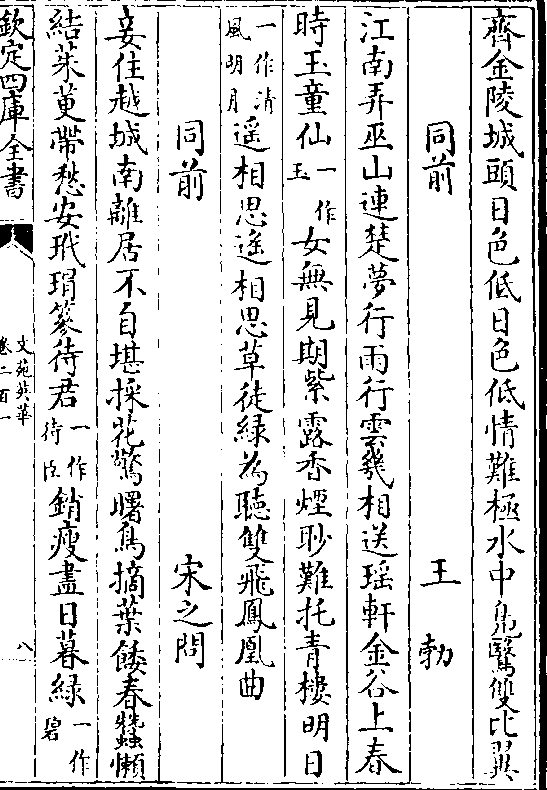 齊金陵城頭日色低日色低情難極水中鳧鷖雙比翼
同前　王勃
江南弄巫山連楚夢行雨行雲幾相送瑶軒金谷上春
時玉童仙一作玉女無見期紫露香煙眇難托青樓明日
一作清風明月遥相思遥相思草徒緑為聴雙飛鳳凰曲
同前　宋之問
妾住越城南離居不自堪採花驚曙鳥摘葉餧春蠶懶
結茱萸帶愁安玳瑁簪待君一作待臣銷瘦盡日暮緑一作碧
欽定四庫全書
文苑英華
卷二百一
八